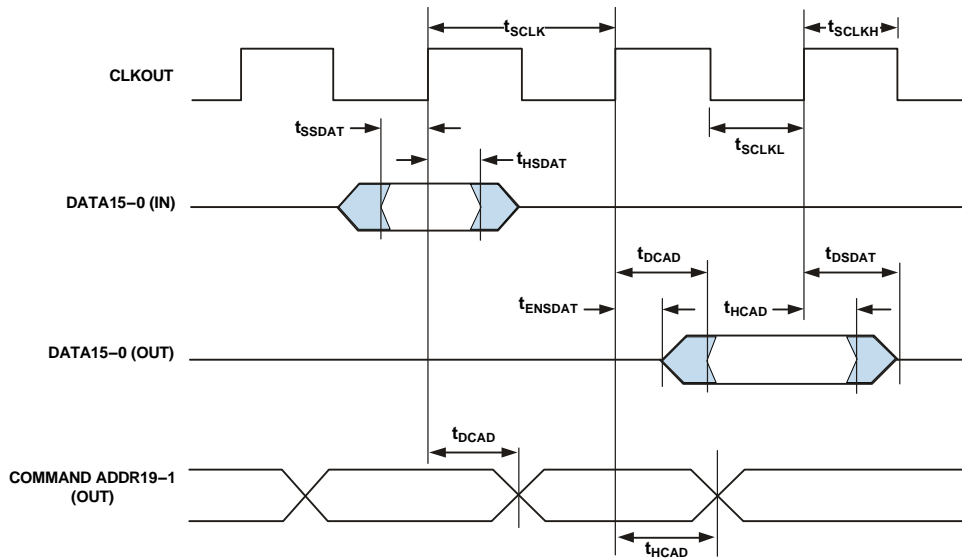 tSCLK
tSCLKH
CLKOUT
tSSDAT
tHSDAT
tSCLKL
DATA15–0 (IN)
tDCAD
tDSDAT
tENSDAT
tHCAD
DATA15–0 (OUT)
tDCAD
COMMAND ADDR19–1
(OUT)
tHCAD